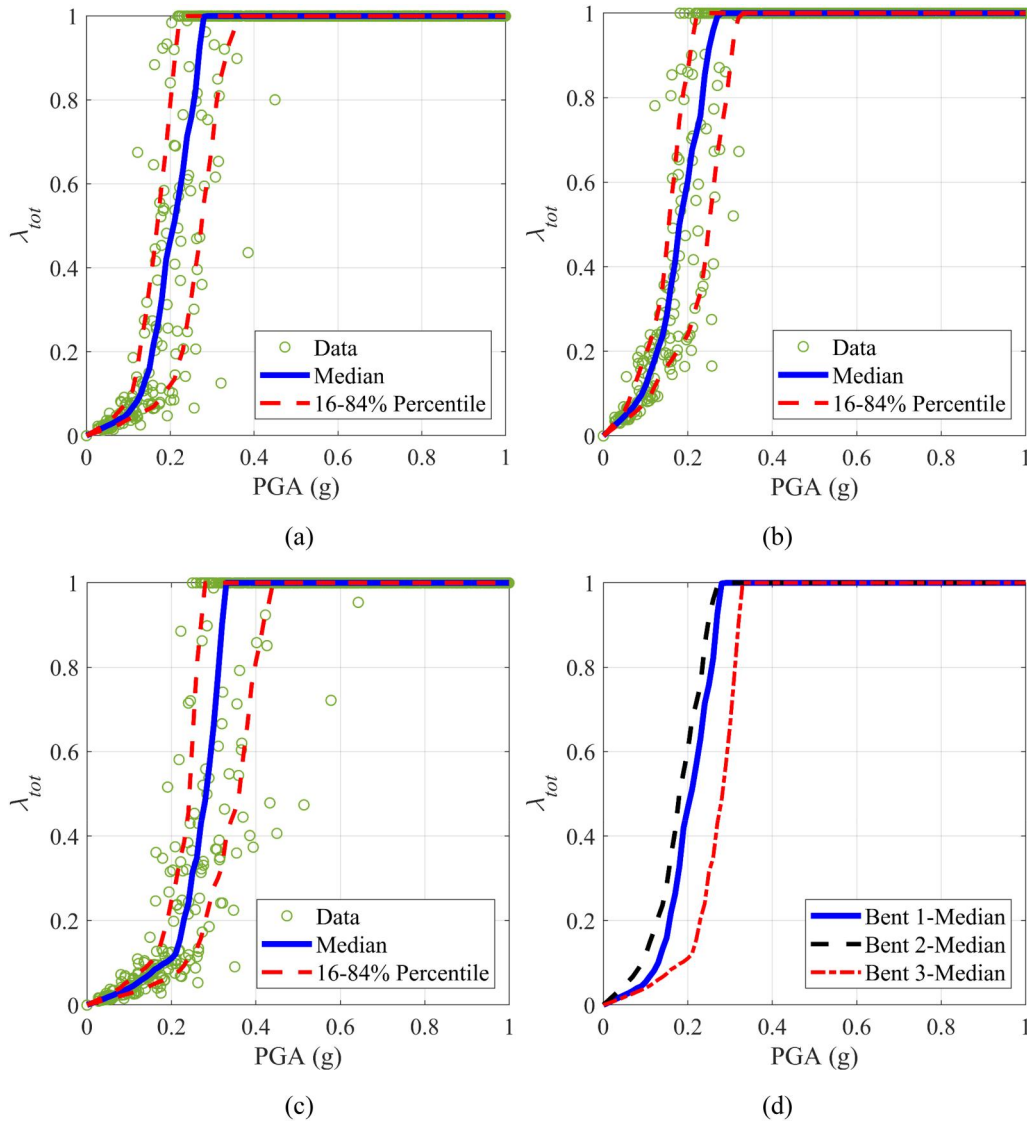 1
0.8
0.6
0.4
0.2
0
λtot
0 0.2 0.4 0.6 0.8 1
PGA (g)
Data
Median
16-84% Percentile
(a)
1
0.8
0.6
0.4
0.2
0
λtot
0 0.2 0.4 0.6 0.8 1
PGA (g)
Data
Median
16-84% Percentile
(b)
1
0.8
0.6
0.4
0.2
0
λtot
0 0.2 0.4 0.6 0.8 1
PGA (g)
Data
Median
16-84% Percentile
(c)
1
0.8
0.6
0.4
0.2
0
λtot
0 0.2 0.4 0.6 0.8 1
PGA (g)
Bent 1-Median
Bent 2-Median
Bent 3-Median
(d)